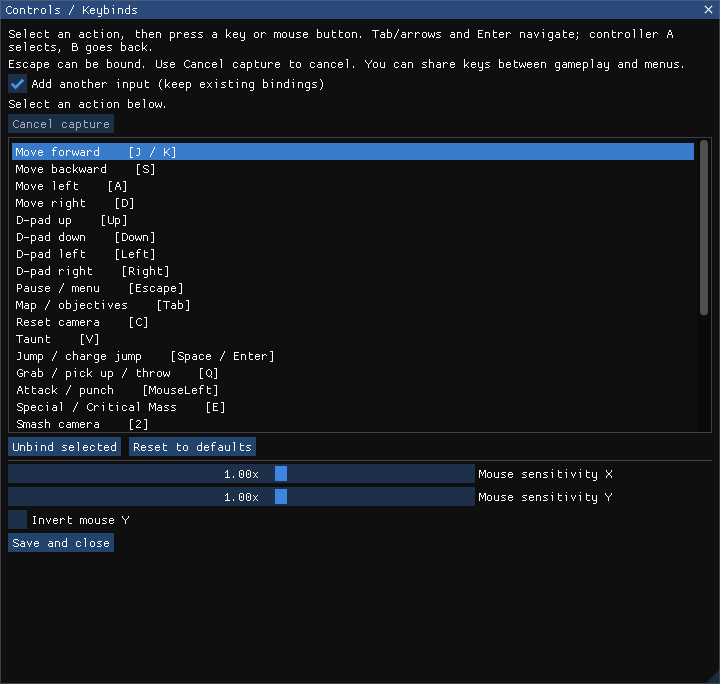 Controls / Keybinds
Select an action, then press a key or mouse button. Tab/arrows and Enter navigate; controller A
selects, B goes back.
Escape can be bound. Use Cancel capture to cancel. You can share keys between gameplay and menus.
Add another input (keep existing bindings)
Select an action below.
Cancel capture
Move forward    [J / K]
Move backward    [S]
Move left    [A]
Move right    [D]
D-pad up    [Up]
D-pad down    [Down]
D-pad left    [Left]
D-pad right    [Right]
Pause / menu    [Escape]
Map / objectives    [Tab]
Reset camera    [C]
Taunt    [V]
Jump / charge jump    [Space / Enter]
Grab / pick up / throw    [Q]
Attack / punch    [MouseLeft]
Special / Critical Mass    [E]
Smash camera    [2]
Unbind selected    Reset to defaults
1.00x    Mouse sensitivity X
1.00x    Mouse sensitivity Y
Invert mouse Y
Save and close